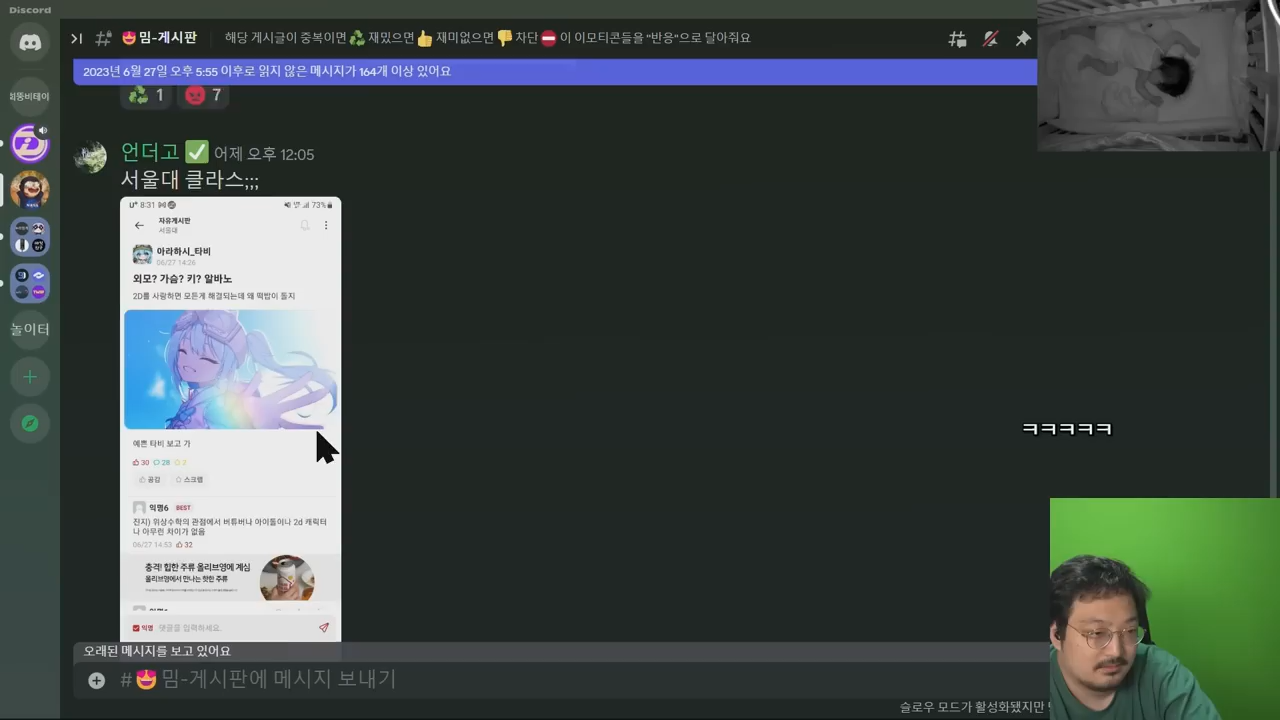 Discord
밈-게시판
해당 게시글이 중복이면 재밌으면 재미없으면 차단 이 이모티콘들을 "반응"으로 달아줘요
2023년 6월 27일 오후 5:55 이후로 읽지 않은 메시지가 164개 이상 있어요
1 7
언더고 어제 오후 12:05
서울대 클라스;;;
U+ 8:31 73%
자유게시판
서울대
아라하시_타비
06/27 14:26
외모? 가슴? 키? 알바노
2D를 사랑하면 모든게 해결되는데 왜 떡밥이 돌지
예쁜 타비 보고 가
30 28 2
공감 스크랩
익명6 BEST
진지) 위상수학의 관점에서 버튜버나 아이돌이나 2d 캐릭터
나 아무런 차이가 없음
06/27 14:53 32
충격! 힙한 주류 올리브영에 계심
올리브영에서 만나는 핫한 주류
익명 댓글을 입력하세요.
놀이터
ㅋㅋㅋㅋㅋ
오래된 메시지를 보고 있어요
# 밈-게시판에 메시지 보내기
슬로우 모드가 활성화됐지만